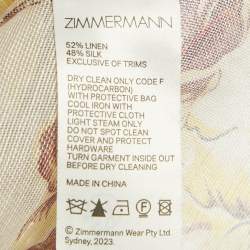 ZIMMERMANN
52% LINEN
48% SILK
EXCLUSIVE OF TRIMS
DRY CLEAN ONLY CODE F
(HYDROCARBON)
WITH PROTECTIVE BAG
COOL IRON WITH
PROTECTIVE CLOTH
LIGHT STEAM ONLY
DO NOT SPOT CLEAN
COVER AND PROTECT
HARDWARE
TURN GARMENT INSIDE OUT
BEFORE DRY CLEANING
MADE IN CHINA
© Zimmermann Wear Pty Ltd
Sydney, 2023.